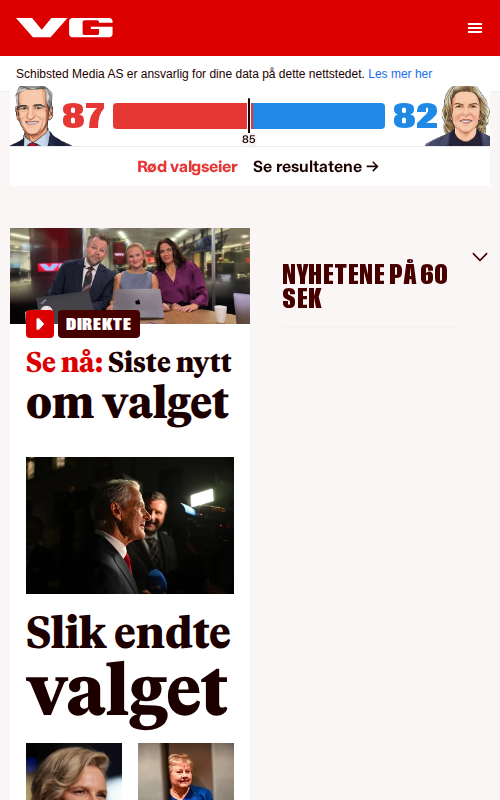 VG
Schibsted Media AS er ansvarlig for dine data på dette nettstedet. Les mer her
87
82
85
Rød valgseier Se resultatene →
NYHETENE PÅ 60
SEK
DIREKTE
Se nå: Siste nytt
om valget
Slik endte
valget